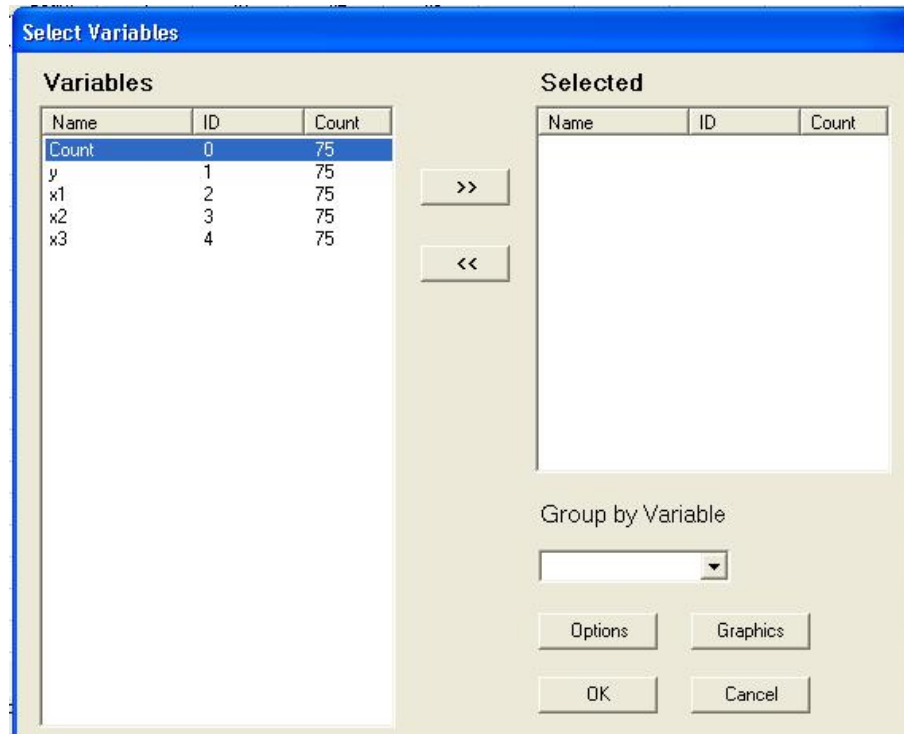 Select Variables
Variables
Name ID Count
Count 0 75
y 1 75
x1 2 75
x2 3 75
x3 4 75
>>
<<
Selected
Name ID Count
Group by Variable
Options Graphics
OK Cancel